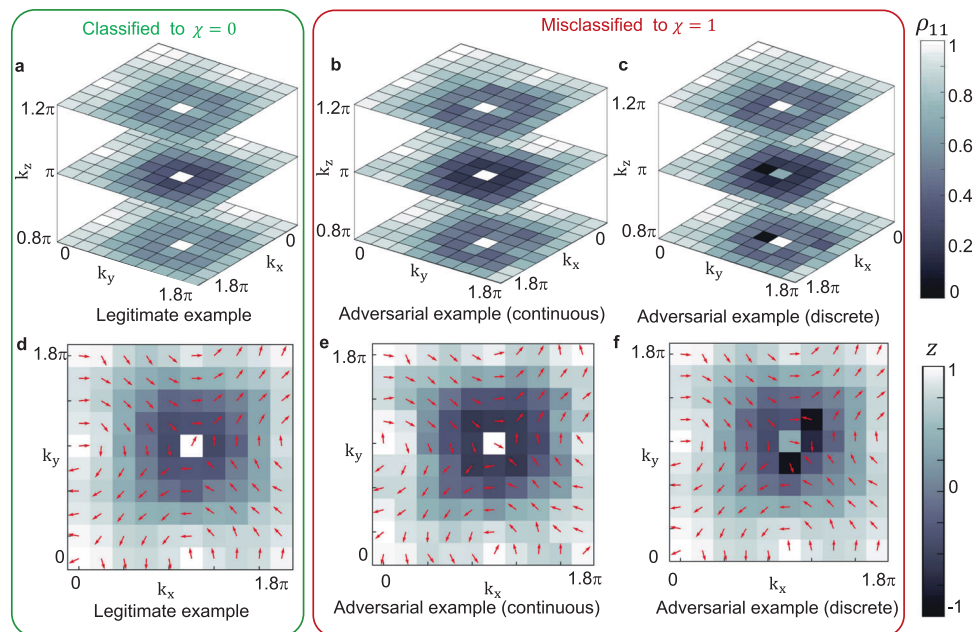 Classified to χ = 0
Misclassified to χ = 1
ρ11
a
b
c
1
0.8
0.6
0.4
0.2
0
1.2π
π
0.8π
kz
0
ky
1.8π
1.8π
kx
0
Legitimate example
1.2π
π
0.8π
kz
0
ky
1.8π
1.8π
kx
0
Adversarial example (continuous)
1.2π
π
0.8π
kz
0
ky
1.8π
1.8π
kx
0
Adversarial example (discrete)
d
1.8π
ky
0
0
kx
1.8π
Legitimate example
e
1.8π
ky
0
0
kx
1.8π
Adversarial example (continuous)
f
1.8π
ky
0
0
kx
1.8π
Adversarial example (discrete)
z
1
0
-1